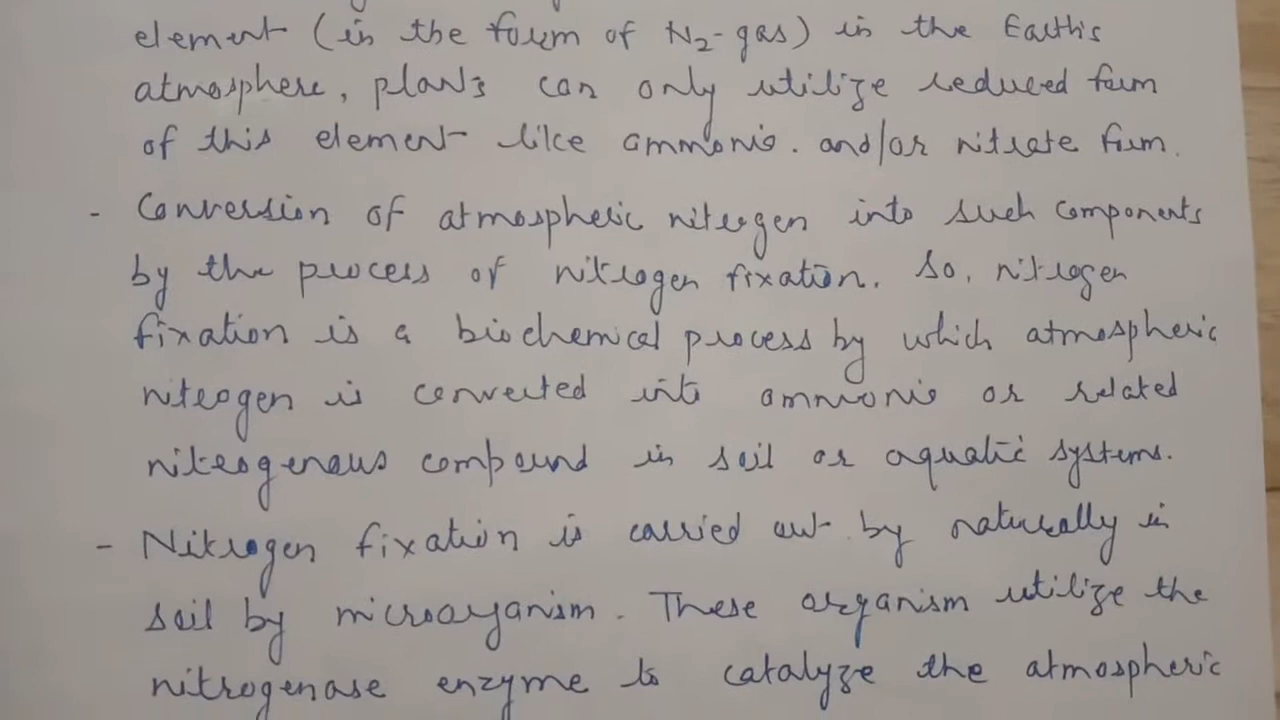 element (in the form of N₂-gas) in the Earth's
atmosphere, plants can only utilize reduced form
of this element like ammonia. and/or nitrate form.
- Conversion of atmospheric nitrogen into such components
by the process of nitrogen fixation. So, nitrogen
fixation is a biochemical process by which atmospheric
nitrogen is converted into ammonia or related
nitrogenous compound in soil or aquatic systems.
- Nitrogen fixation is carried out by naturally in
soil by microorganism. These organism utilize the
nitrogenase enzyme to catalyze the atmospheric